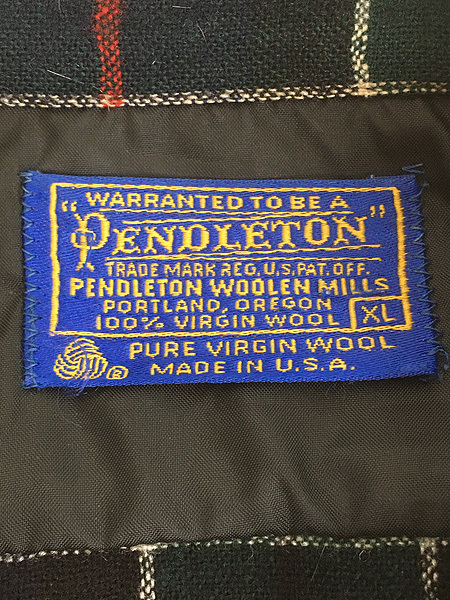 WARRANTED TO BE A
"PENDLETON"
TRADE MARK REG. U.S. PAT. OFF.
PENDLETON WOOLEN MILLS
PORTLAND, OREGON
100% VIRGIN WOOL XL
PURE VIRGIN WOOL
® MADE IN U.S.A.